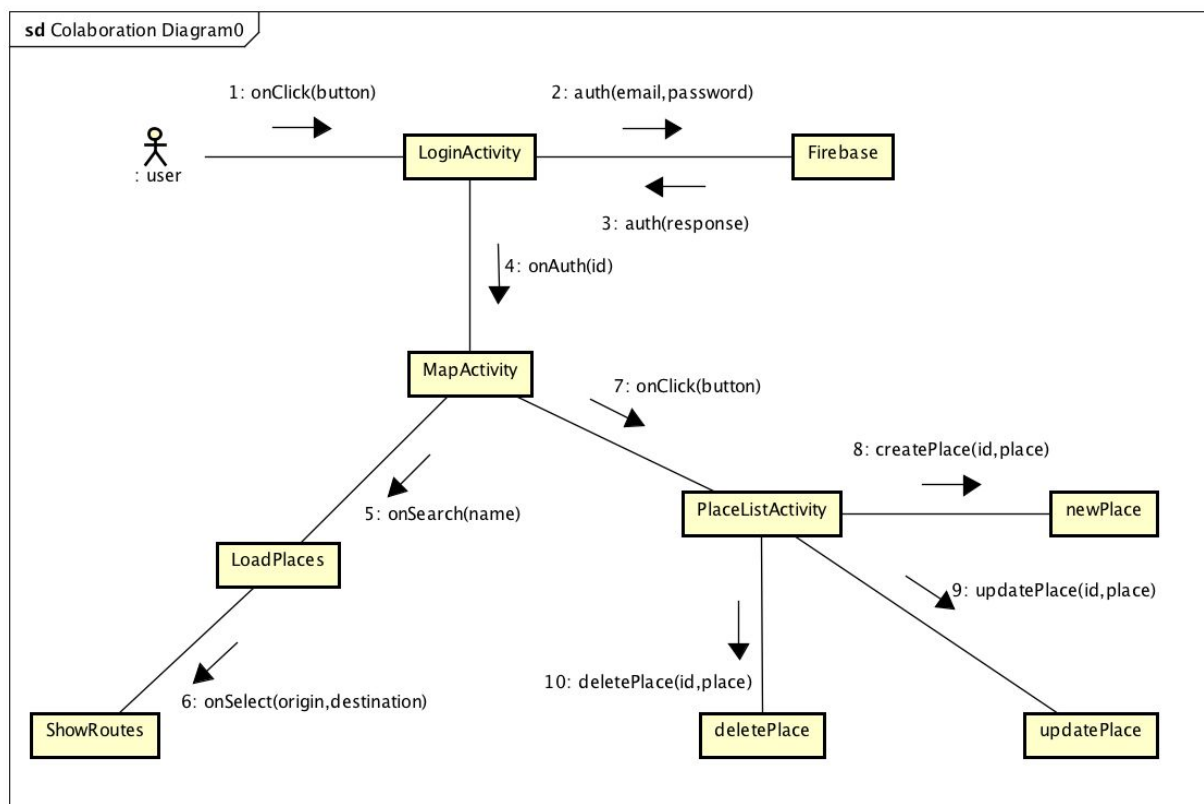 sd Colaboration Diagram0
1: onClick(button)
2: auth(email,password)
: user
LoginActivity
Firebase
3: auth(response)
4: onAuth(id)
MapActivity
7: onClick(button)
8: createPlace(id,place)
5: onSearch(name)
PlaceListActivity
newPlace
LoadPlaces
9: updatePlace(id,place)
10: deletePlace(id,place)
6: onSelect(origin,destination)
ShowRoutes
deletePlace
updatePlace